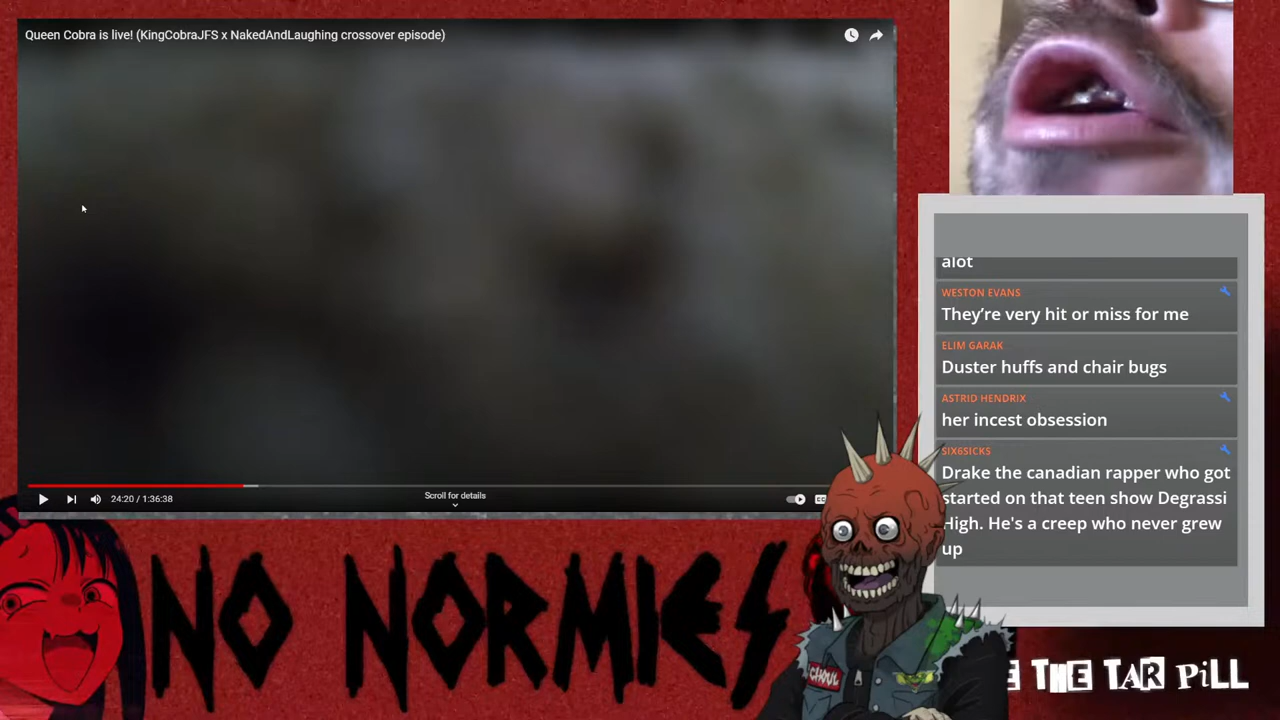 Queen Cobra is live! (KingCobraJFS x NakedAndLaughing crossover episode)
24:20 / 1:36:38
Scroll for details
alot
WESTON EVANS
They're very hit or miss for me
ELIM GARAK
Duster huffs and chair bugs
ASTRID HENDRIX
her incest obsession
SIX6SICKS
Drake the canadian rapper who got
started on that teen show Degrassi
High. He's a creep who never grew
up
NO NORMIES
GHOUL
THE TAR PiLL